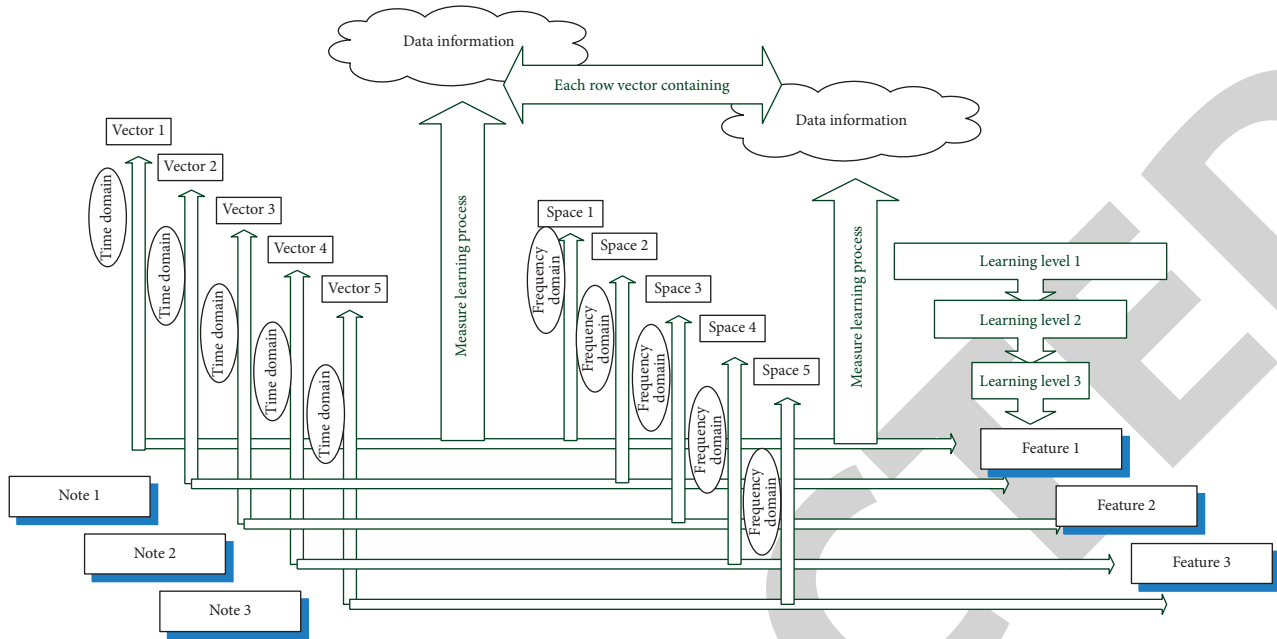 Data information
Each row vector containing
Data information
Vector 1
Vector 2
Vector 3
Vector 4
Vector 5
Time domain
Time domain
Time domain
Time domain
Time domain
Measure learning process
Space 1
Space 2
Space 3
Space 4
Space 5
Frequency
domain
Frequency
domain
Frequency
domain
Frequency
domain
Frequency
domain
Measure learning process
Learning level 1
Learning level 2
Learning level 3
Feature 1
Feature 2
Feature 3
Note 1
Note 2
Note 3
CTED